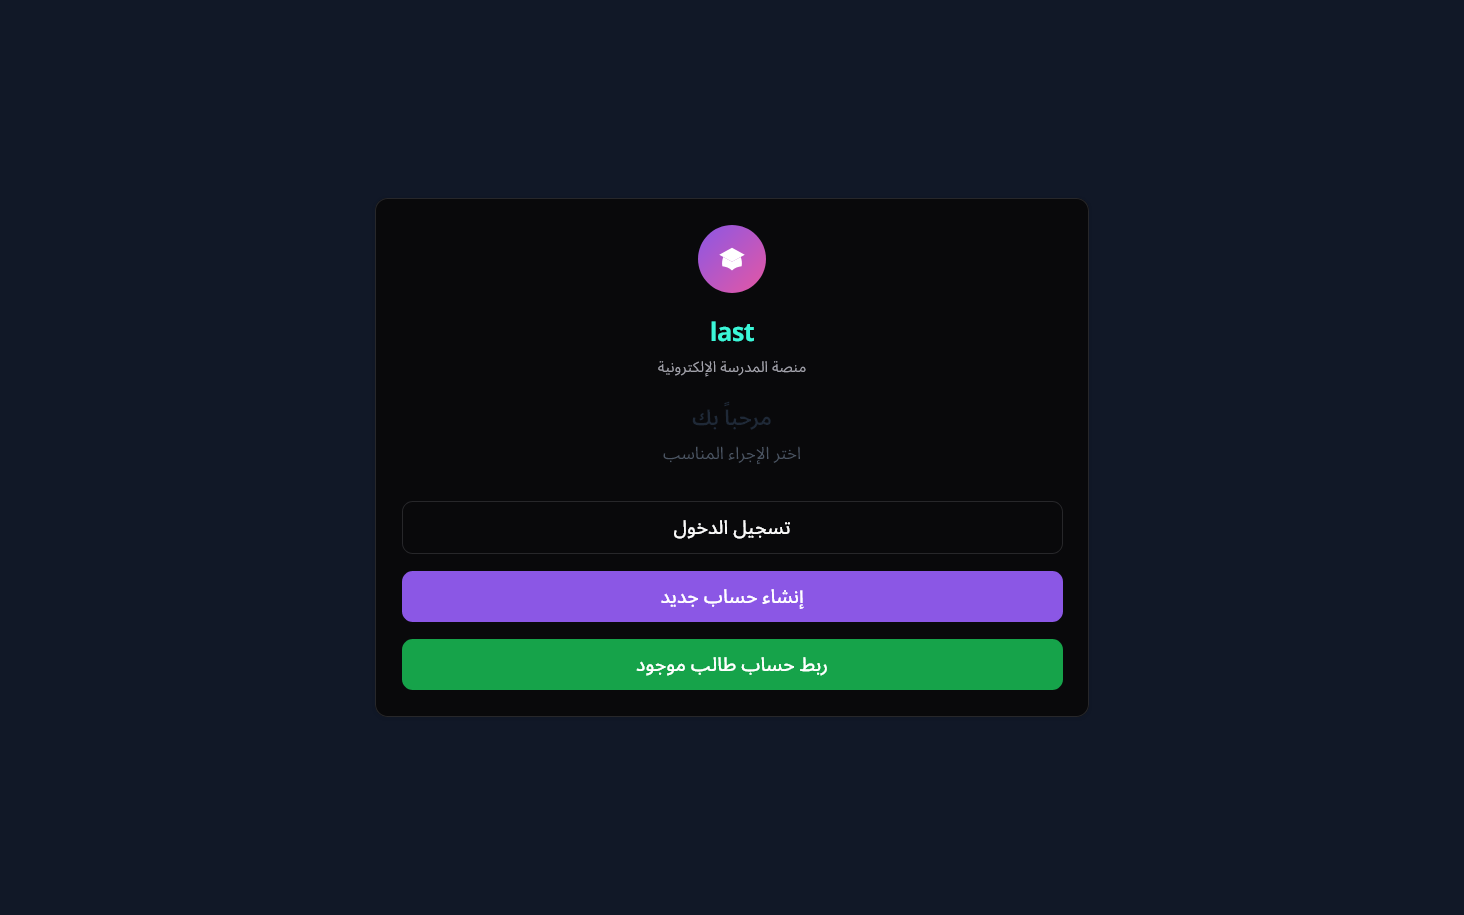 last
منصة المدرسة الإلكترونية
مرحباً بك
اختر الإجراء المناسب
تسجيل الدخول
إنشاء حساب جديد
ربط حساب طالب موجود